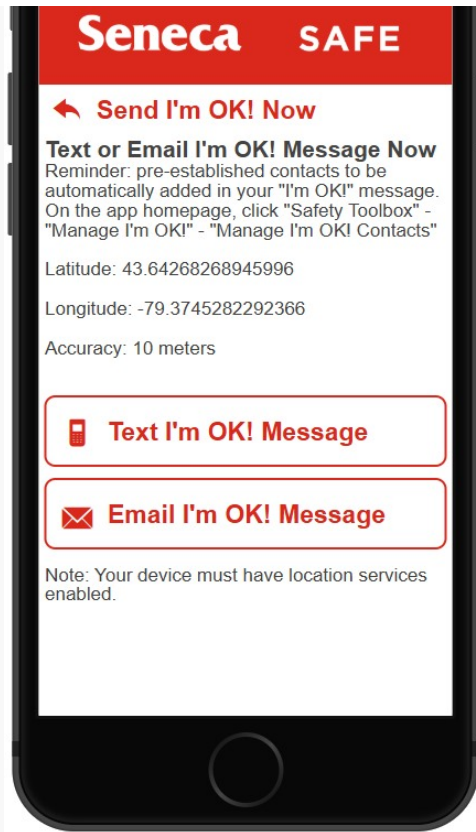 Seneca SAFE
Send I'm OK! Now
Text or Email I'm OK! Message Now
Reminder: pre-established contacts to be
automatically added in your "I'm OK!" message.
On the app homepage, click "Safety Toolbox" -
"Manage I'm OK!" - "Manage I'm OK! Contacts"
Latitude: 43.64268268945996
Longitude: -79.3745282292366
Accuracy: 10 meters
Text I'm OK! Message
Email I'm OK! Message
Note: Your device must have location services
enabled.